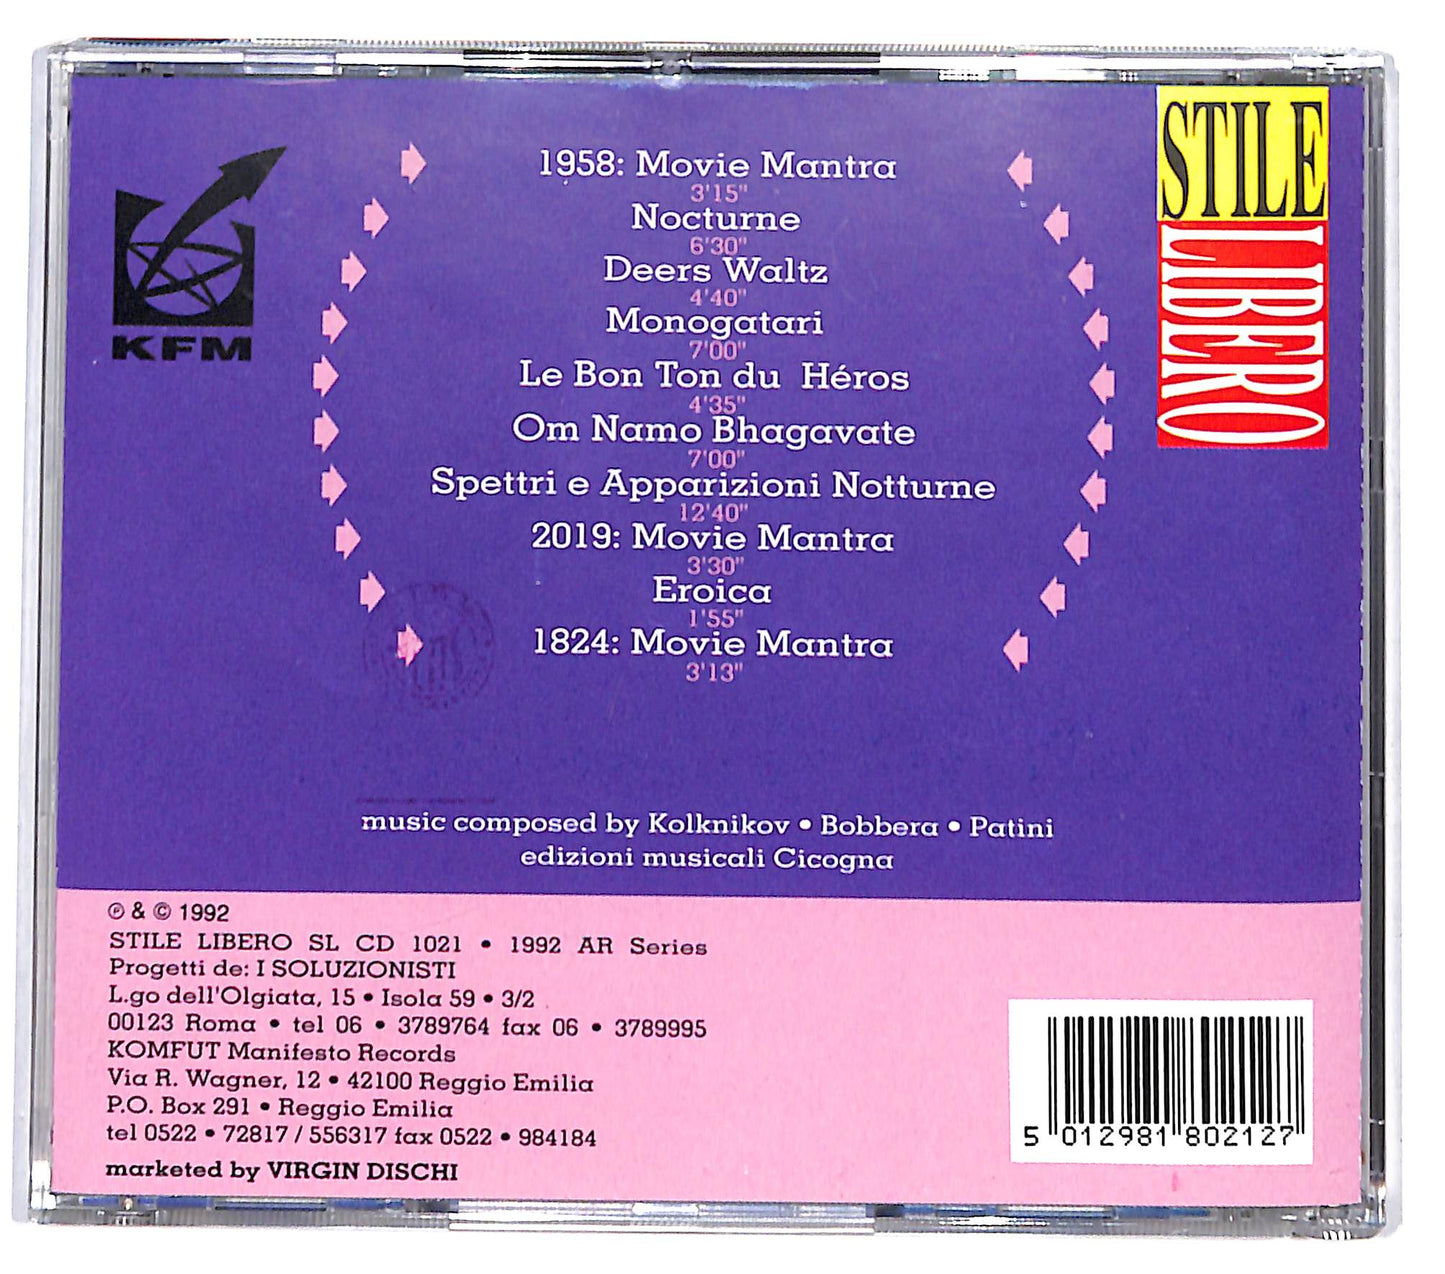 KFM
STILE
LIBERO
1958: Movie Mantra
3'15"
Nocturne
6'30"
Deers Waltz
4'40"
Monogatari
7'00"
Le Bon Ton du Héros
4'35"
Om Namo Bhagavate
7'00"
Spettri e Apparizioni Notturne
12'40"
2019: Movie Mantra
3'30"
Eroica
1'55"
1824: Movie Mantra
3'13"
music composed by Kolknikov • Bobbera • Patini
edizioni musicali Cicogna
℗ & © 1992
STILE LIBERO SL CD 1021 • 1992 AR Series
Progetti de: I SOLUZIONISTI
L.go dell'Olgiata, 15 • Isola 59 • 3/2
00123 Roma • tel 06 • 3789764 fax 06 • 3789995
KOMFUT Manifesto Records
Via R. Wagner, 12 • 42100 Reggio Emilia
P.O. Box 291 • Reggio Emilia
tel 0522 • 72817 / 556317 fax 0522 • 984184
marketed by VIRGIN DISCHI
5 012981 802127